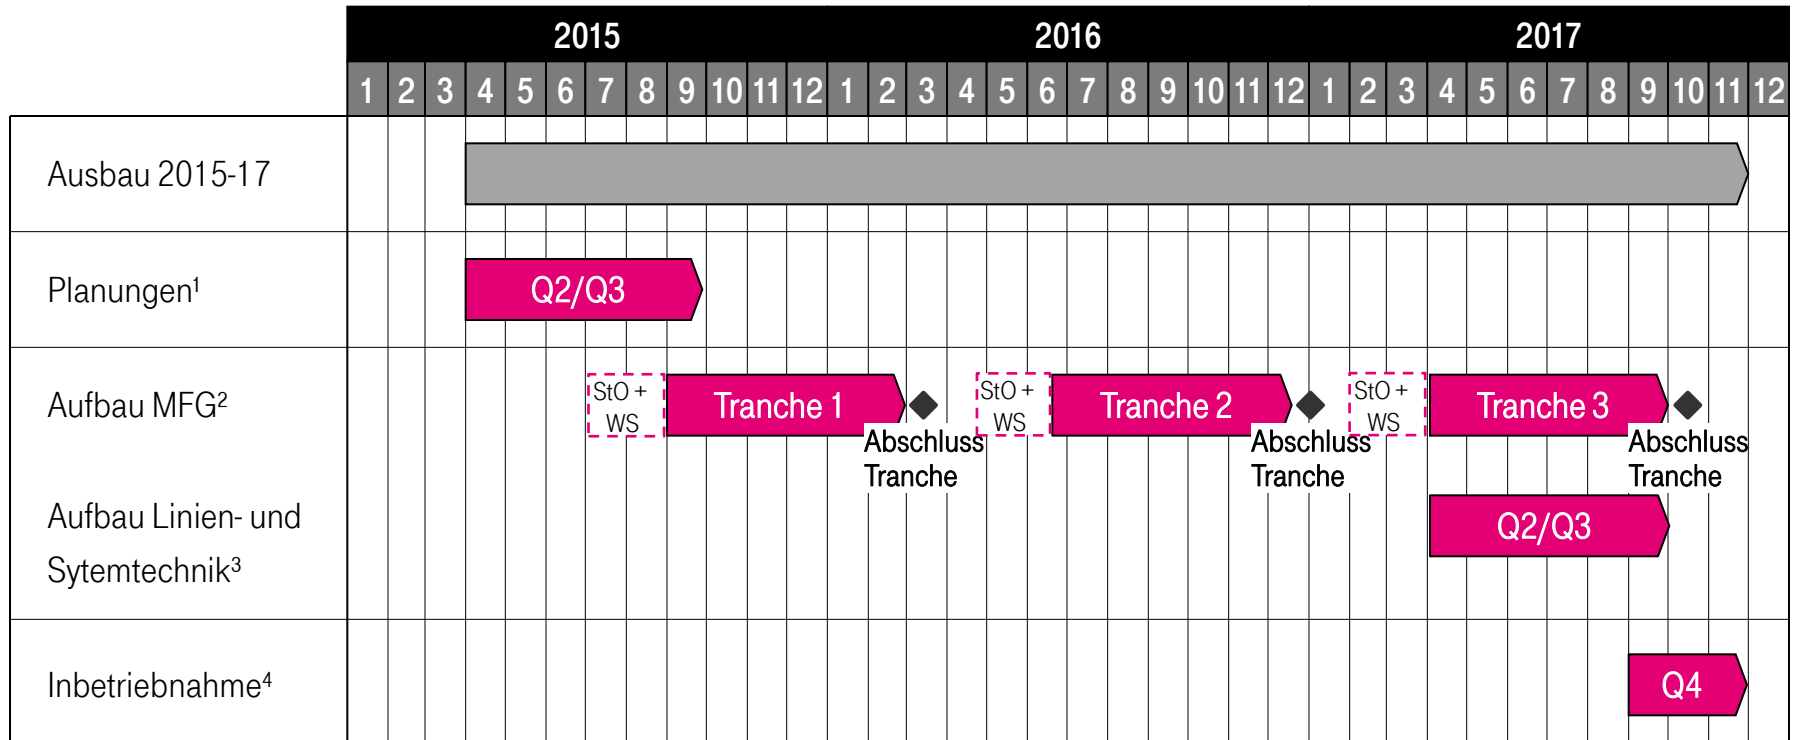 2015 2016 2017
1 2 3 4 5 6 7 8 9 10 11 12 1 2 3 4 5 6 7 8 9 10 11 12 1 2 3 4 5 6 7 8 9 10 11 12
Ausbau 2015-17
Planungen¹ Q2/Q3
Aufbau MFG²
StO +
WS
Tranche 1
Abschluss
Tranche
StO +
WS
Tranche 2
Abschluss
Tranche
StO +
WS
Tranche 3
Abschluss
Tranche
Aufbau Linien- und
Sytemtechnik³
Q2/Q3
Inbetriebnahme⁴ Q4